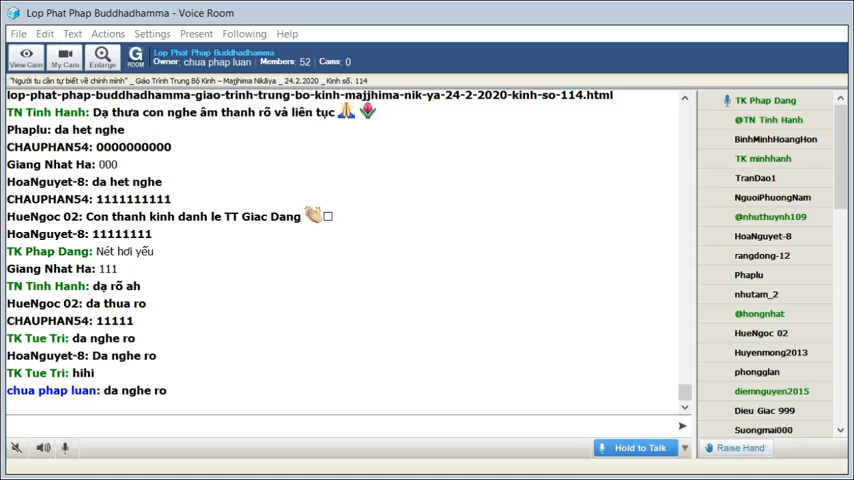 Lop Phat Phap Buddhadhamma - Voice Room
File Edit Text Actions Settings Present Following Help
View Cam My Cam Enlarge G ROOM
Lop Phat Phap Buddhadhamma
Owner: chua phap luan; Members: 52 Cams: 0
"Người tu cần tự biết về chính mình" _ Giáo Trình Trung Bộ Kinh – Majjhima Nikāya _ 24.2.2020 _ Kinh số. 114
lop-phat-phap-buddhadhamma-giao-trinh-trung-bo-kinh-majjhima-nik-ya-24-2-2020-kinh-so-114.html
TN Tinh Hanh: Dạ thưa con nghe âm thanh rõ và liên tục 🙏 🌷
Phaplu: da het nghe
CHAUPHAN54: 0000000000
Giang Nhat Ha: 000
HoaNguyet-8: da het nghe
CHAUPHAN54: 1111111111
HueNgoc 02: Con thanh kinh danh le TT Giac Dang 👏□
HoaNguyet-8: 11111111
TK Phap Dang: Nét hơi yếu
Giang Nhat Ha: 111
TN Tinh Hanh: dạ rõ ah
HueNgoc 02: da thua ro
CHAUPHAN54: 11111
TK Tue Tri: da nghe ro
HoaNguyet-8: Da nghe ro
TK Tue Tri: hihi
chua phap luan: da nghe ro
TK Phap Dang
@TN Tinh Hanh
BinhMinhHoangHon
TK minhhanh
TranDao1
NguoiPhuongNam
@nhuthuynh109
HoaNguyet-8
rangdong-12
Phaplu
nhutam_2
@hongnhat
HueNgoc 02
Huyenmong2013
phongglan
diemnguyen2015
Dieu Giac 999
Suongmai000
Hold to Talk
Raise Hand